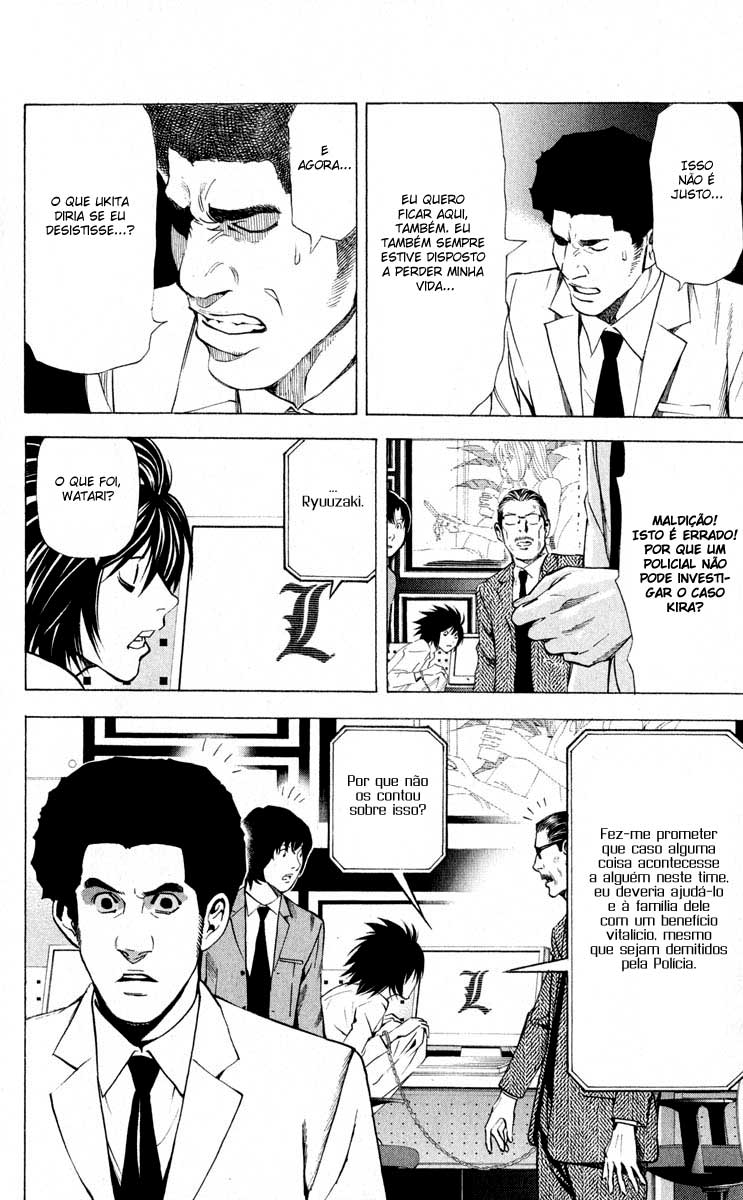 ISSO
NÃO É
JUSTO...
EU QUERO
FICAR AQUI,
TAMBÉM. EU
TAMBÉM SEMPRE
ESTIVE DISPOSTO
A PERDER MINHA
VIDA...
E
AGORA...
O QUE UKITA
DIRIA SE EU
DESISTISSE...?
MALDIÇÃO!
ISTO É ERRADO!
POR QUE UM
POLICIAL NÃO
PODE INVESTI-
GAR O CASO
KIRA?
...
Ryuuzaki.
L
O QUE FOI,
WATARI?
Fez-me prometer
que caso alguma
coisa acontecesse
a alguém neste time,
eu deveria ajudá-lo
e à família dele
com um benefício
vitalício, mesmo
que sejam demitidos
pela Polícia.
Por que não
os contou
sobre isso?
L